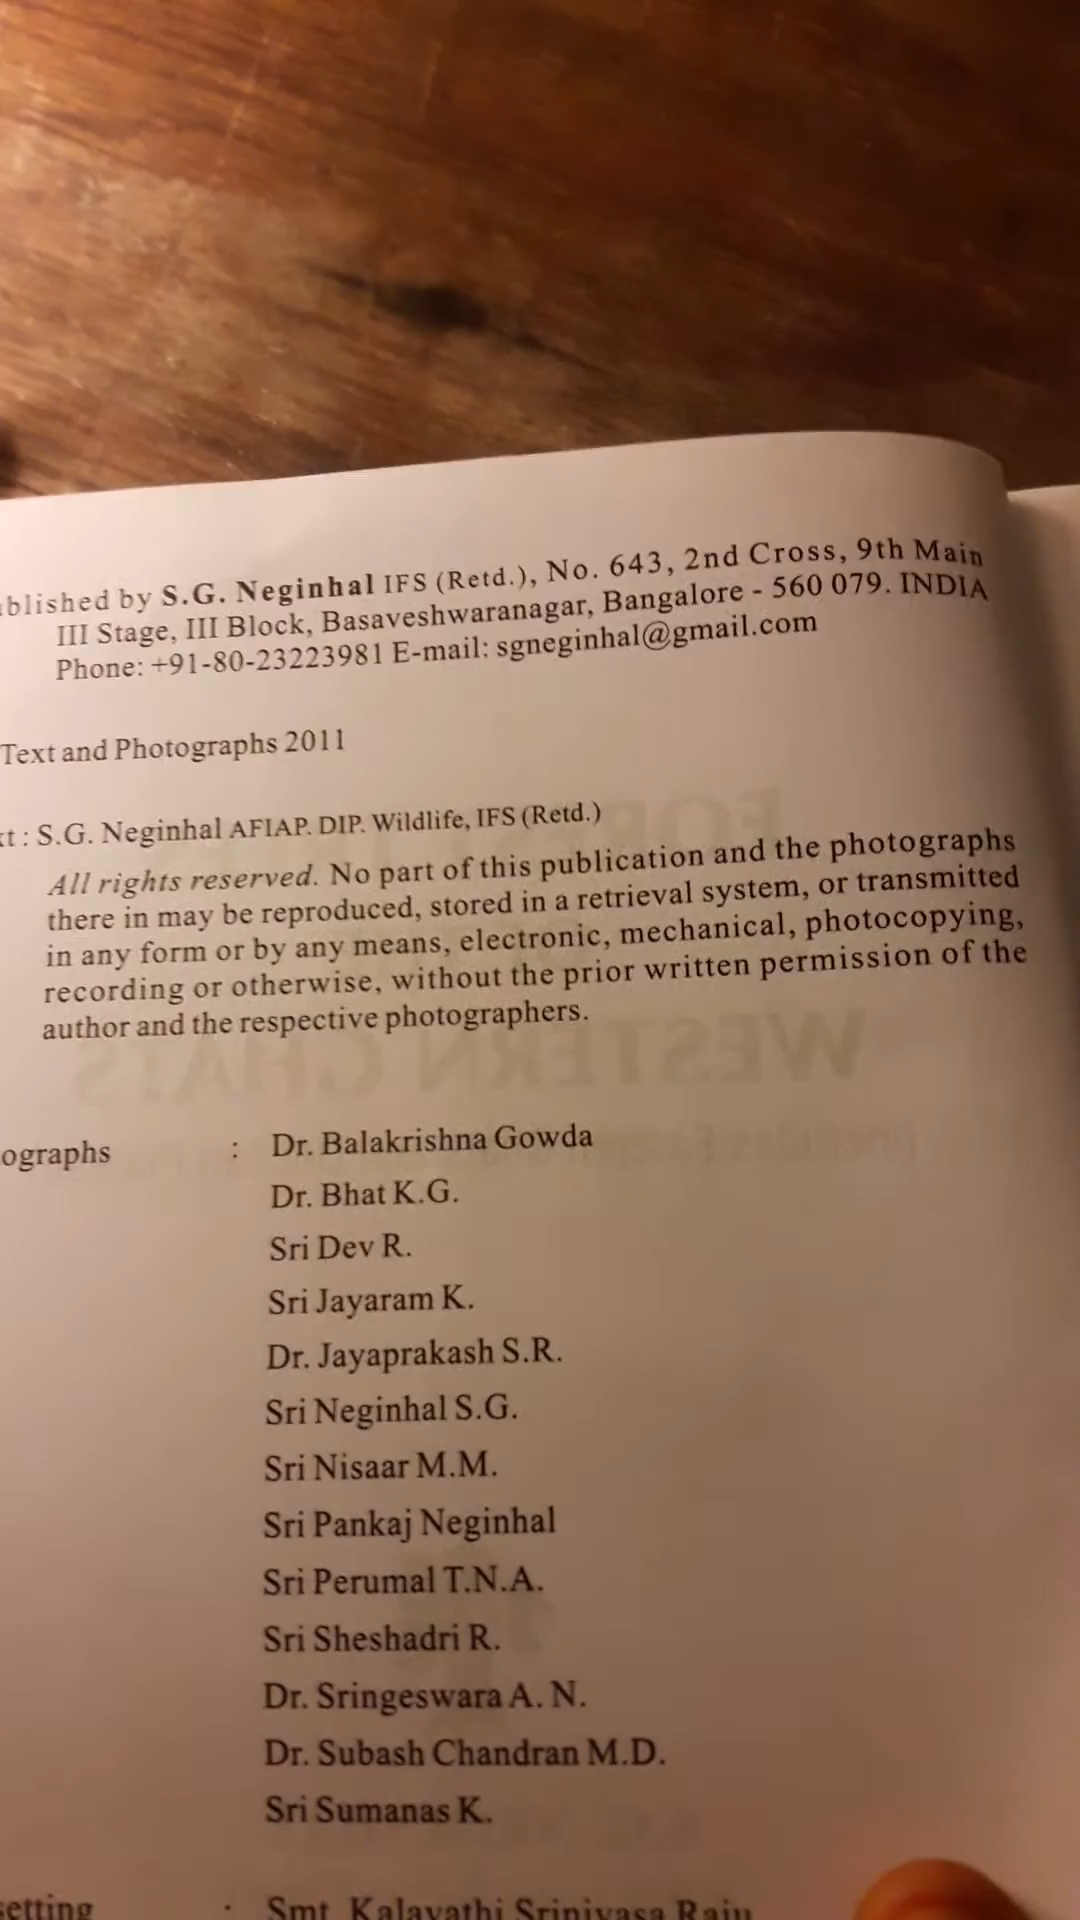 blished by S.G. Neginhal IFS (Retd.), No. 643, 2nd Cross, 9th Main
III Stage, III Block, Basaveshwaranagar, Bangalore - 560 079. INDIA
Phone: +91-80-23223981 E-mail: sgneginhal@gmail.com
Text and Photographs 2011
xt : S.G. Neginhal AFIAP. DIP. Wildlife, IFS (Retd.)
All rights reserved. No part of this publication and the photographs
there in may be reproduced, stored in a retrieval system, or transmitted
in any form or by any means, electronic, mechanical, photocopying,
recording or otherwise, without the prior written permission of the
author and the respective photographers.
ographs : Dr. Balakrishna Gowda
Dr. Bhat K.G.
Sri Dev R.
Sri Jayaram K.
Dr. Jayaprakash S.R.
Sri Neginhal S.G.
Sri Nisaar M.M.
Sri Pankaj Neginhal
Sri Perumal T.N.A.
Sri Sheshadri R.
Dr. Sringeswara A. N.
Dr. Subash Chandran M.D.
Sri Sumanas K.
setting : Smt. Kalavathi Srinivasa Raju